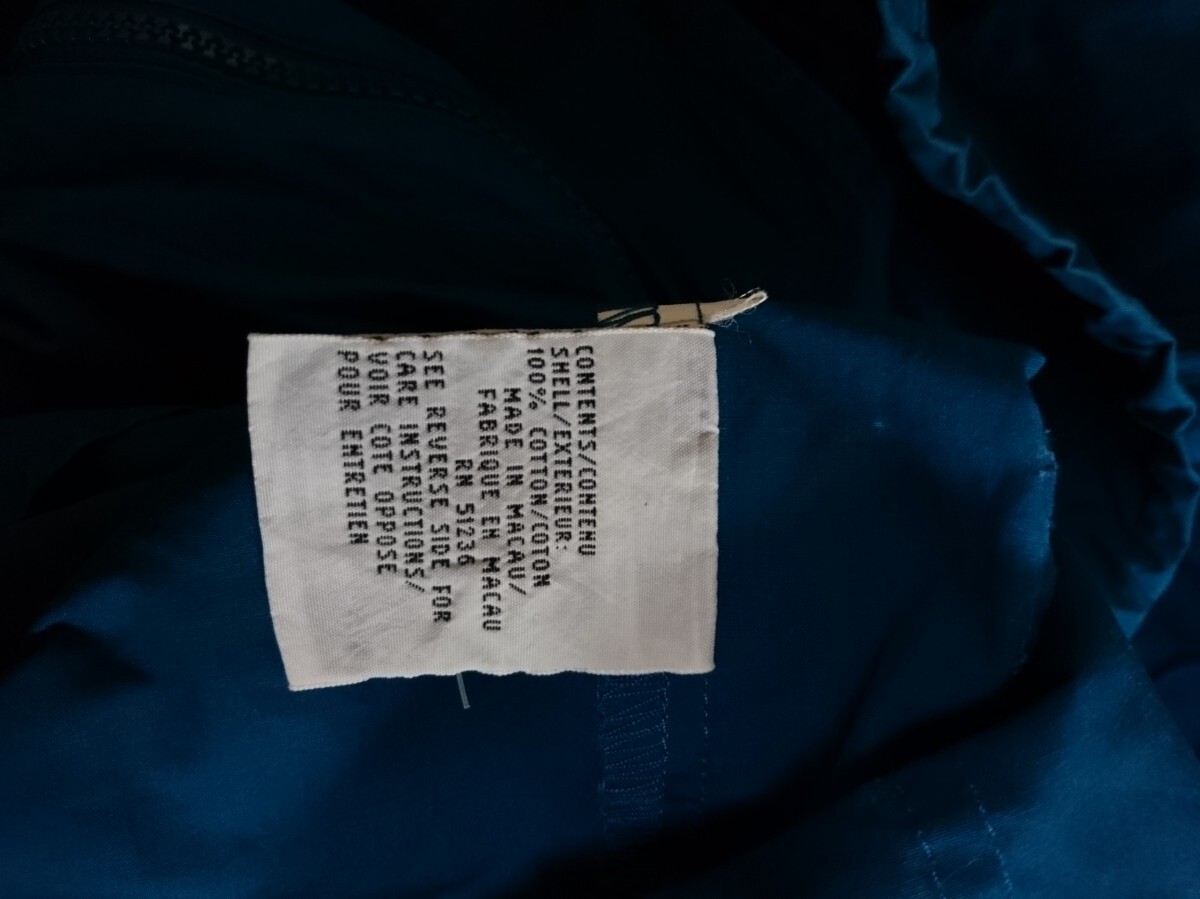 CONTENTS/CONTENU
SHELL/EXTERIEUR:
100% COTTON/COTON
MADE IN MACAU/
FABRIQUE EN MACAU
RN 51236
SEE REVERSE SIDE FOR
CARE INSTRUCTIONS/
VOIR COTE OPPOSE
POUR ENTRETIEN